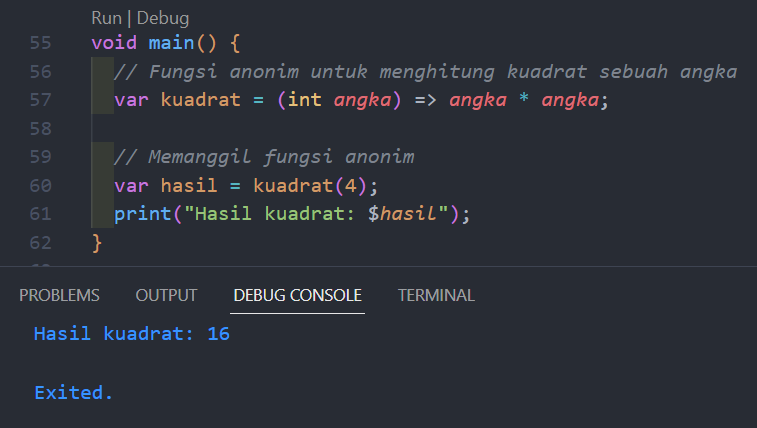 Run | Debug
55 void main() {
56 // Fungsi anonim untuk menghitung kuadrat sebuah angka
57 var kuadrat = (int angka) => angka * angka;
58
59 // Memanggil fungsi anonim
60 var hasil = kuadrat(4);
61 print("Hasil kuadrat: $hasil");
62 }
PROBLEMS OUTPUT DEBUG CONSOLE TERMINAL
Hasil kuadrat: 16
Exited.